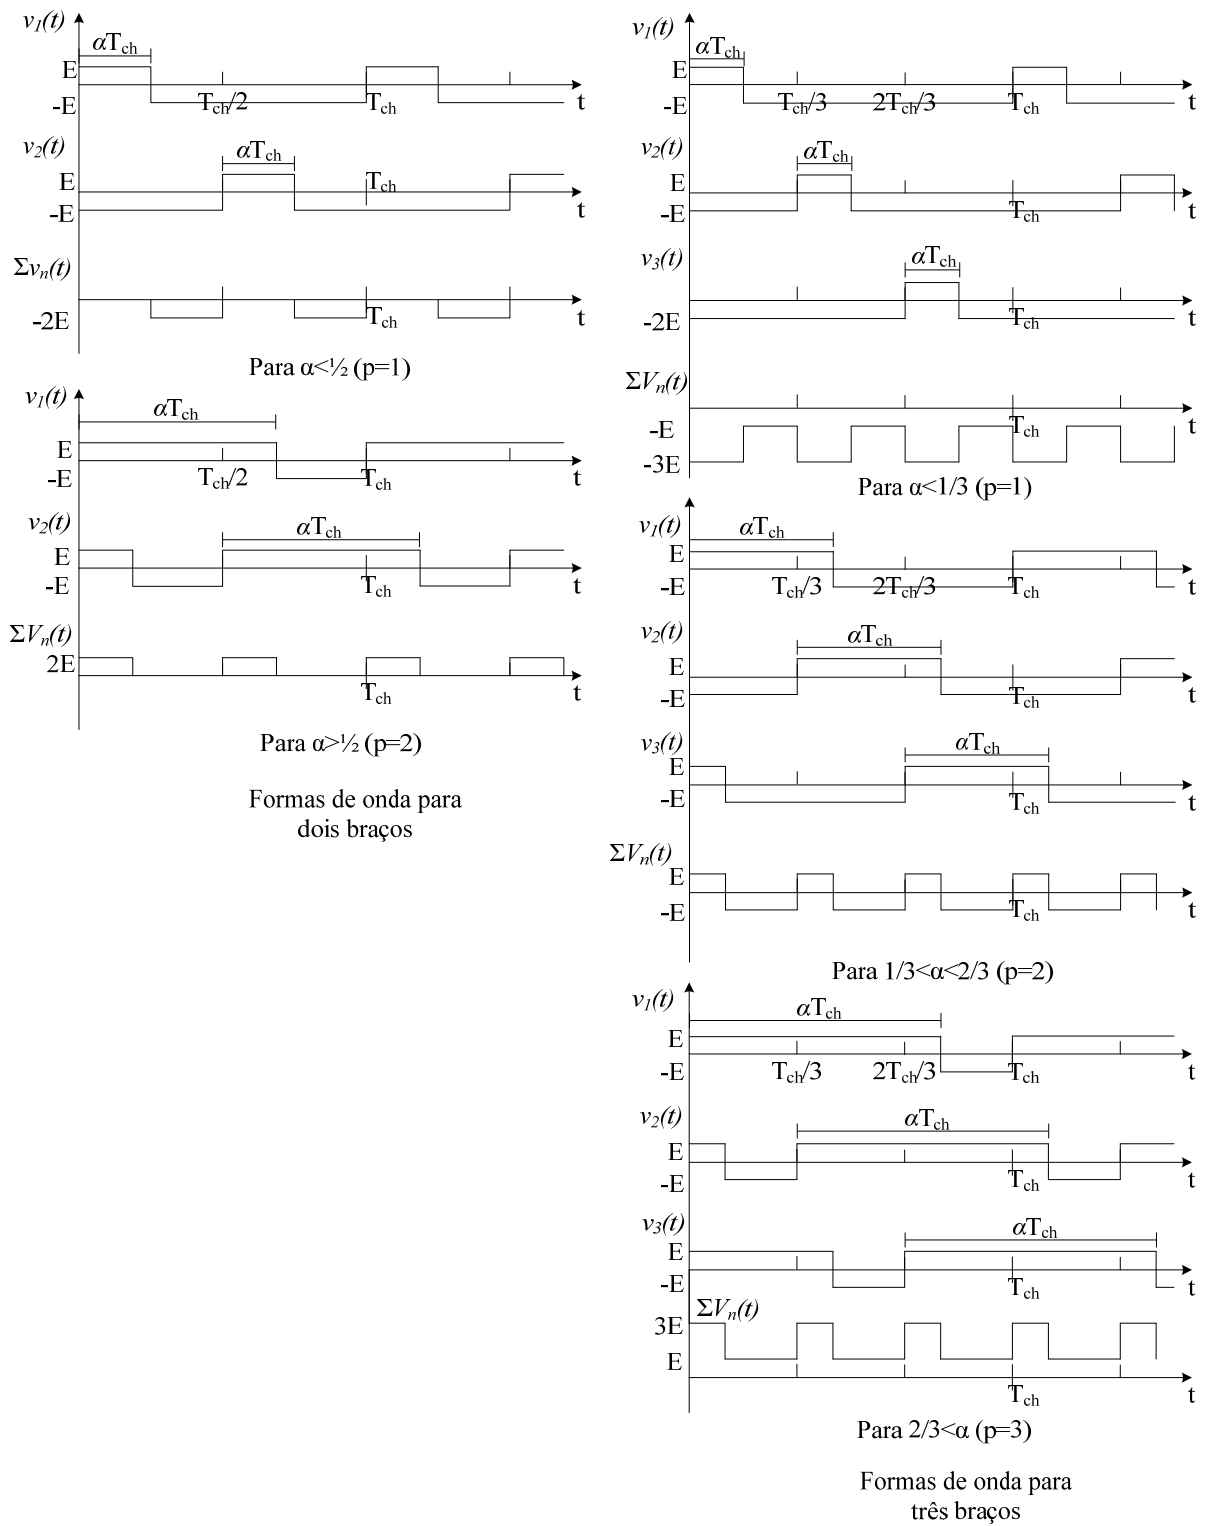 v1(t)
αTch
E
-E
Tch/2
Tch
t
v2(t)
αTch
E
-E
Tch
t
Σvn(t)
-2E
Tch
t
Para α<½ (p=1)
v1(t)
αTch
E
-E
Tch/2
Tch
t
v2(t)
αTch
E
-E
Tch
t
ΣVn(t)
2E
Tch
t
Para α>½ (p=2)
Formas de onda para
dois braços
v1(t)
αTch
E
-E
Tch/3
2Tch/3
Tch
t
v2(t)
αTch
E
-E
Tch
t
v3(t)
αTch
-2E
Tch
t
ΣVn(t)
-E
-3E
Tch
t
Para α<1/3 (p=1)
v1(t)
αTch
E
-E
Tch/3
2Tch/3
Tch
t
v2(t)
αTch
E
-E
Tch
t
v3(t)
αTch
E
-E
Tch
t
ΣVn(t)
E
-E
Tch
t
Para 1/3<α<2/3 (p=2)
v1(t)
αTch
E
-E
Tch/3
2Tch/3
Tch
t
v2(t)
αTch
E
-E
Tch
t
v3(t)
αTch
E
-E
Tch
t
ΣVn(t)
3E
E
Tch
t
Para 2/3<α (p=3)
Formas de onda para
três braços